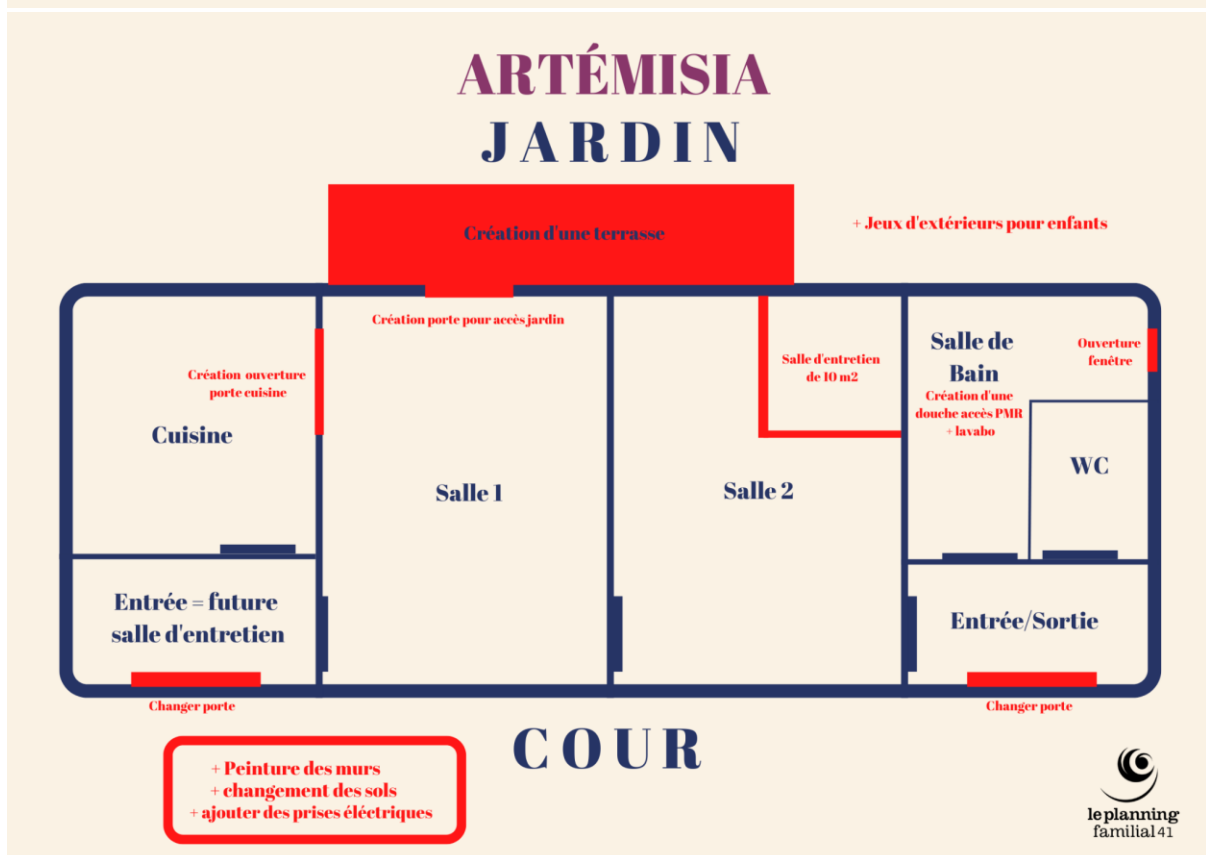 ARTÉMISIA
JARDIN
Création d'une terrasse
+ Jeux d'extérieurs pour enfants
Création porte pour accès jardin
Création ouverture
porte cuisine
Cuisine
Salle 1
Salle 2
Salle d'entretien
de 10 m2
Salle de
Bain
Création d'une
douche accès PMR
+ lavabo
Ouverture
fenêtre
WC
Entrée = future
salle d'entretien
Entrée/Sortie
Changer porte
Changer porte
COUR
+ Peinture des murs
+ changement des sols
+ ajouter des prises éléctriques
le planning
familial 41